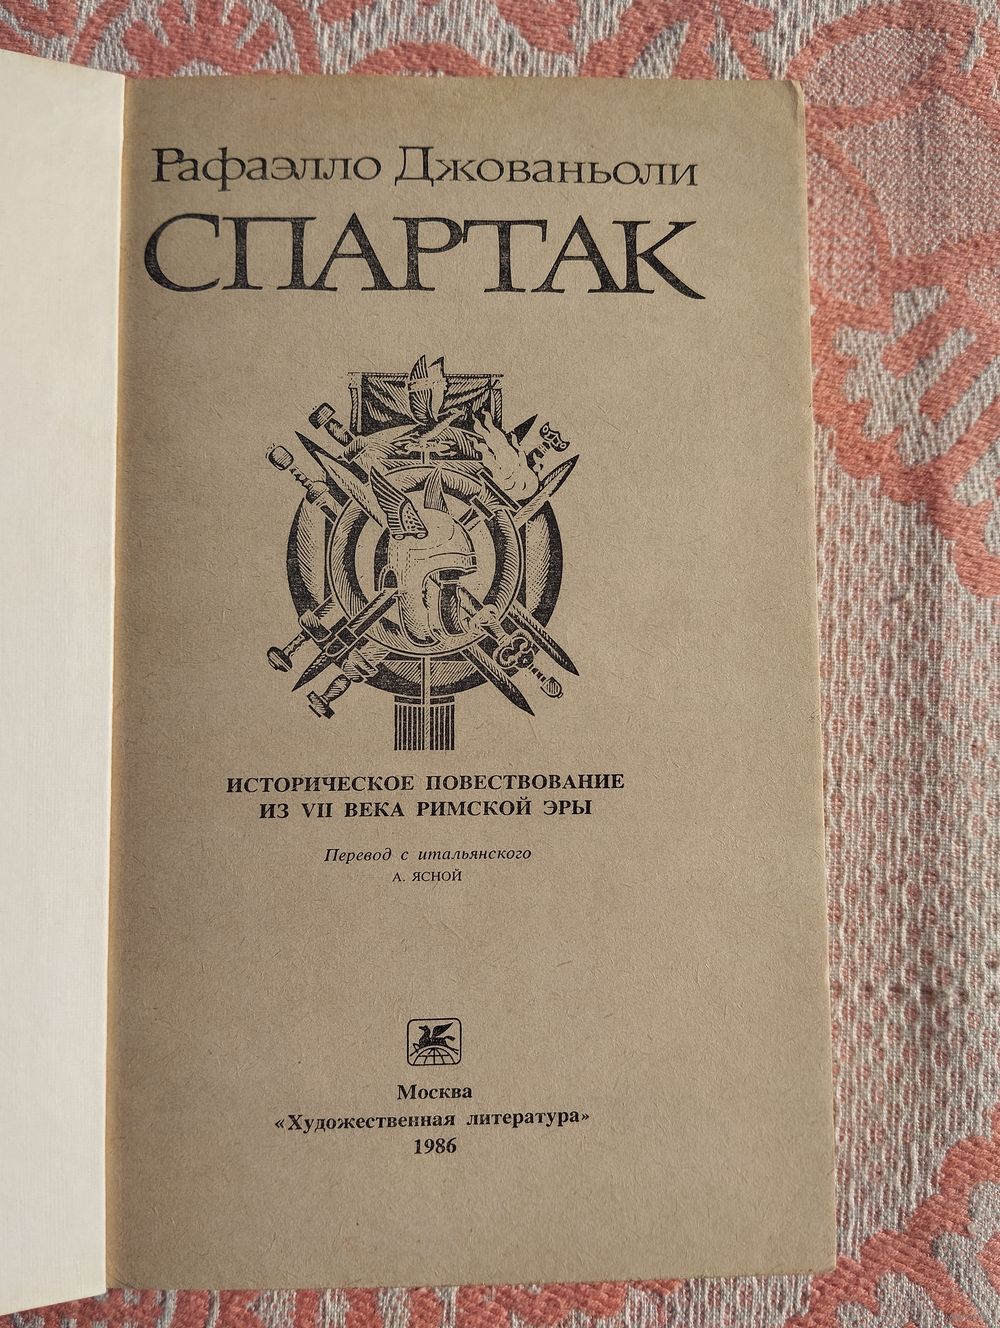 Рафаэлло Джованьоли
СПАРТАК
ИСТОРИЧЕСКОЕ ПОВЕСТВОВАНИЕ
ИЗ VII ВЕКА РИМСКОЙ ЭРЫ
Перевод с итальянского
А. ЯСНОЙ
Москва
«Художественная литература»
1986